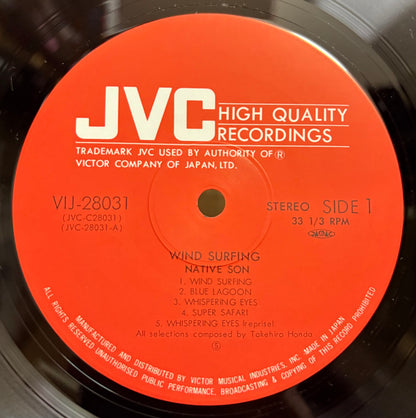 JVC
HIGH QUALITY
RECORDINGS
TRADEMARK JVC USED BY AUTHORITY OF Ⓡ
VICTOR COMPANY OF JAPAN, LTD.
VIJ-28031
(JVC-C28031)
(JVC-28031-A)
STEREO SIDE 1
33 1/3 RPM
WIND SURFING
NATIVE SON
1. WIND SURFING
2. BLUE LAGOON
3. WHISPERING EYES
4. SUPER SAFARI
5. WHISPERING EYES (reprise)
All selections composed by Takehiro Honda
Ⓢ
MANUFACTURED AND DISTRIBUTED BY VICTOR MUSICAL INDUSTRIES, INC. MADE IN JAPAN
ALL RIGHTS RESERVED UNAUTHORISED PUBLIC PERFORMANCE, BROADCASTING & COPYING OF THIS RECORD PROHIBITED